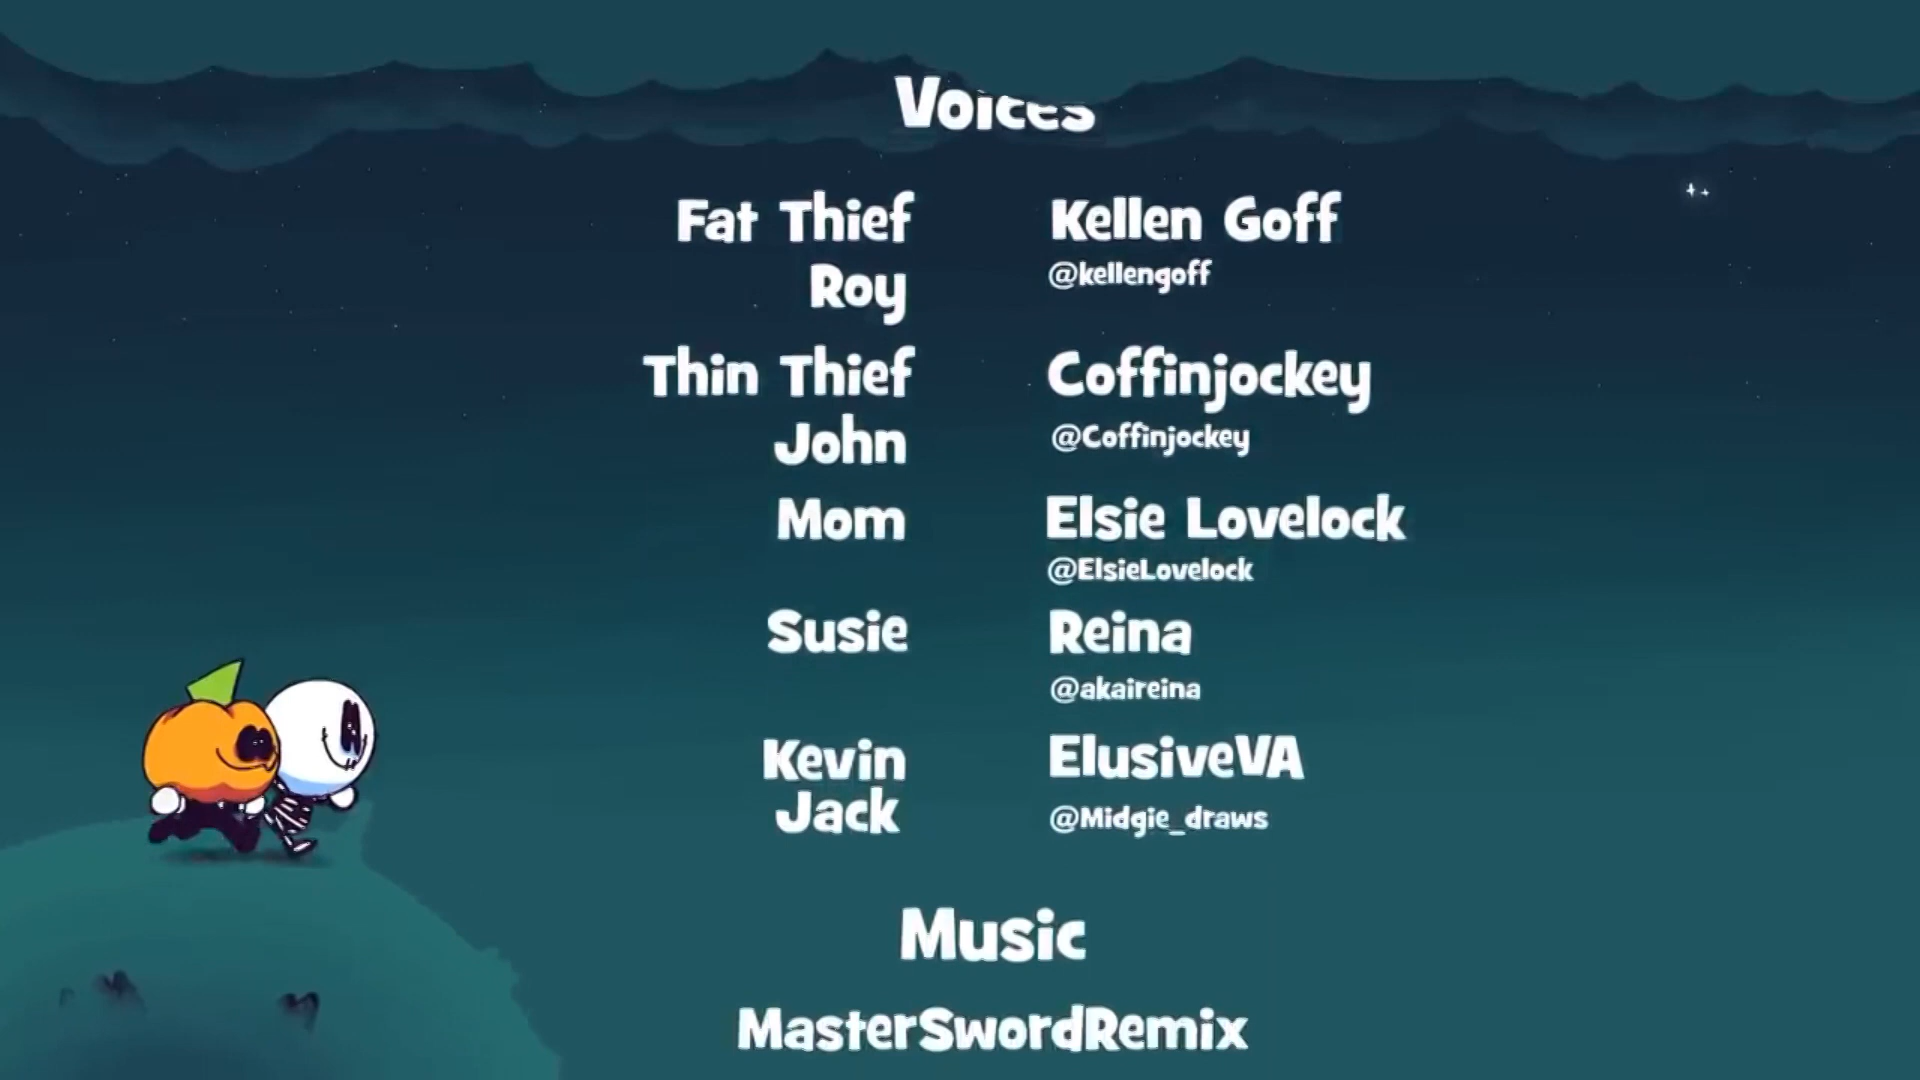 Voices
Fat Thief Kellen Goff
@kellengoff
Roy
Thin Thief Coffinjockey
@Coffinjockey
John
Mom Elsie Lovelock
@ElsieLovelock
Susie Reina
@akaireina
Kevin ElusiveVA
Jack @Midgie_draws
Music
MasterSwordRemix